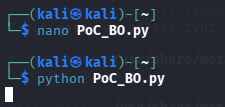 ┌──(kali㉿kali)-[~]
└─$ nano PoC_BO.py
┌──(kali㉿kali)-[~]
└─$ python PoC_BO.py